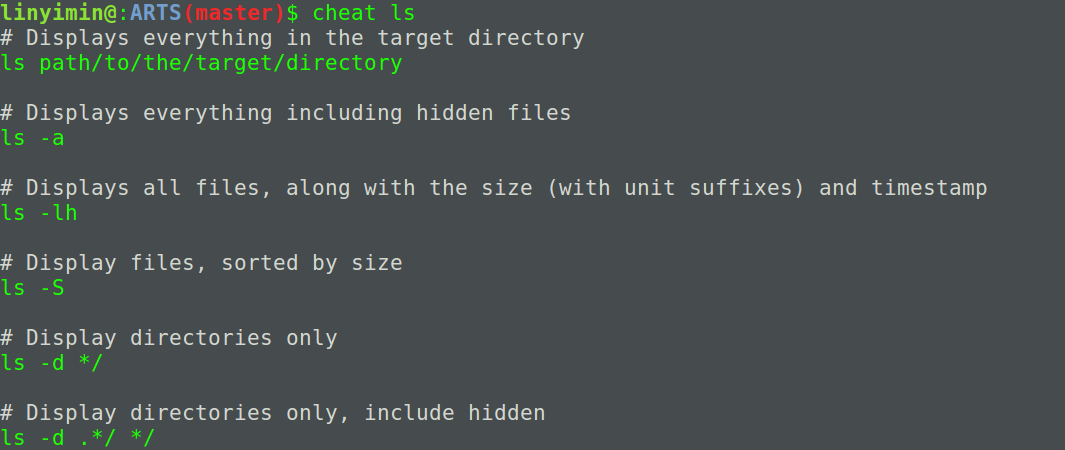 linyimin@:ARTS(master)$ cheat ls
# Displays everything in the target directory
ls path/to/the/target/directory
# Displays everything including hidden files
ls -a
# Displays all files, along with the size (with unit suffixes) and timestamp
ls -lh
# Display files, sorted by size
ls -S
# Display directories only
ls -d */
# Display directories only, include hidden
ls -d .*/ */